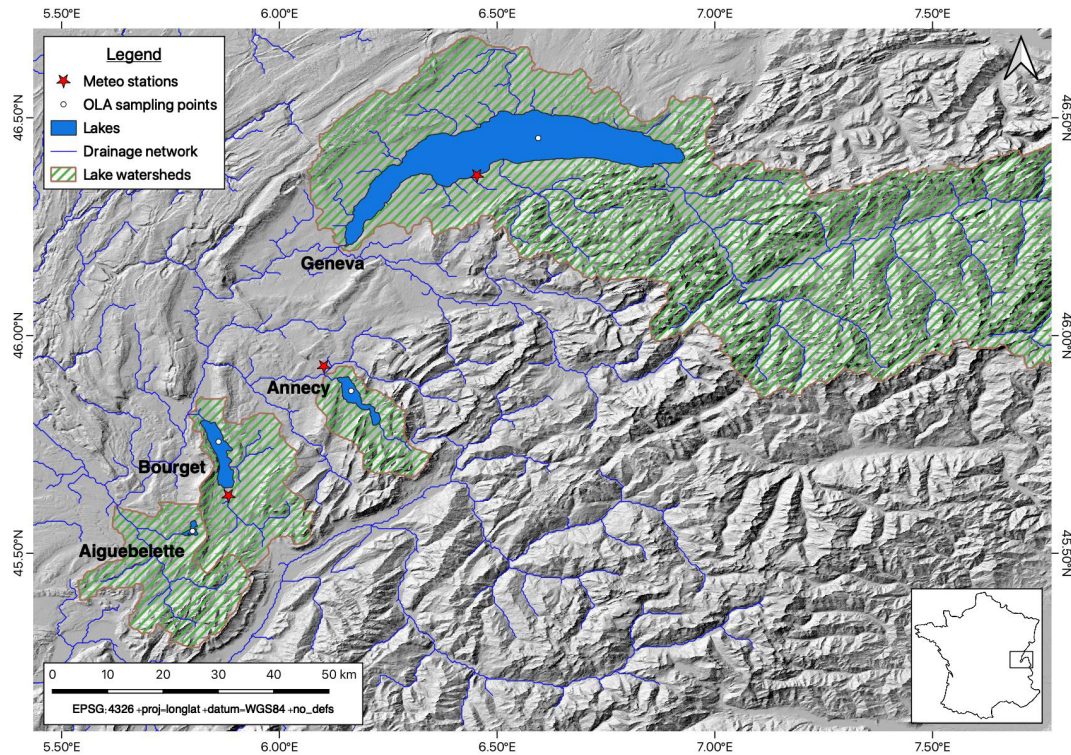 5.50°E 6.00°E 6.50°E 7.00°E 7.50°E
Legend
Meteo stations
OLA sampling points
Lakes
Drainage network
Lake watersheds
46.50°N
46.50°N
Geneva
46.00°N
46.00°N
Annecy
Bourget
Aiguebelette
45.50°N
45.50°N
0 10 20 30 40 50 km
EPSG:4326 +proj=longlat +datum=WGS84 +no_defs
5.50°E 6.00°E 6.50°E 7.00°E 7.50°E